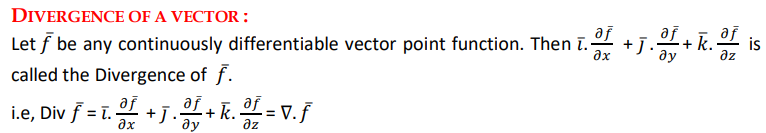 DIVERGENCE OF A VECTOR :
Let f̄ be any continuously differentiable vector point function. Then ī. ∂f̄/∂x + j̄ . ∂f̄/∂y + k̄. ∂f̄/∂z is
called the Divergence of f̄.
i.e, Div f̄ = ī. ∂f̄/∂x + j̄ . ∂f̄/∂y + k̄. ∂f̄/∂z = ∇. f̄